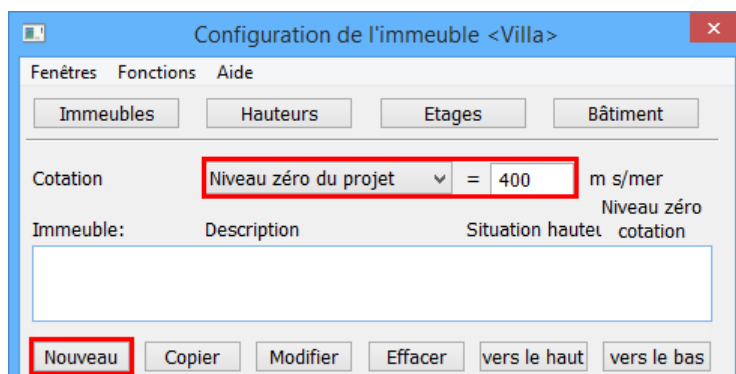 Configuration de l'immeuble <Villa>
Fenêtres Fonctions Aide
Immeubles Hauteurs Etages Bâtiment
Cotation Niveau zéro du projet = 400 m s/mer
Niveau zéro
Immeuble: Description Situation hauteu cotation
Nouveau Copier Modifier Effacer vers le haut vers le bas